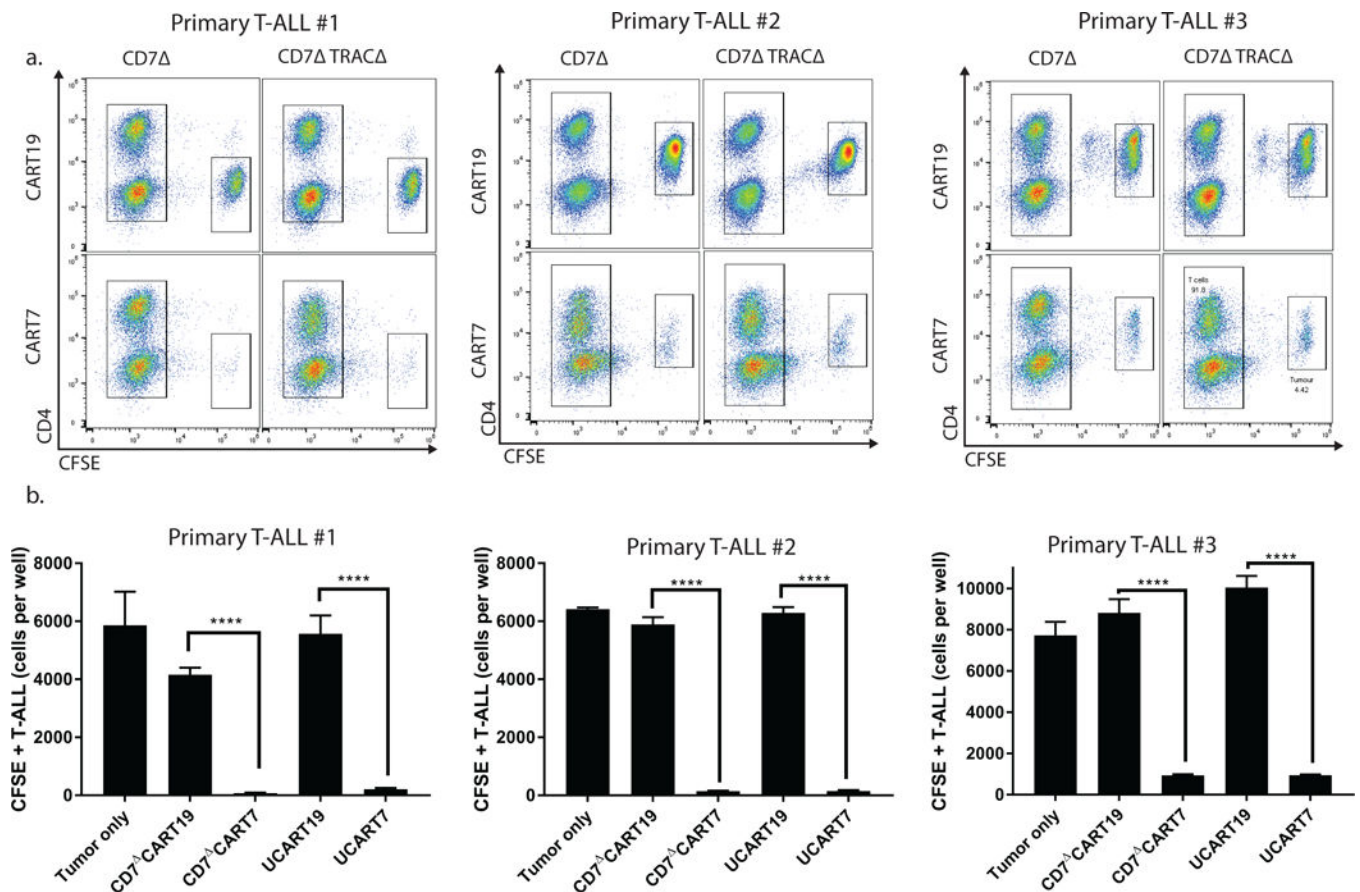 Primary T-ALL #1
Primary T-ALL #2
Primary T-ALL #3
a.
CD7Δ
CD7Δ TRACΔ
CD7Δ
CD7Δ TRACΔ
CD7Δ
CD7Δ TRACΔ
CART19
CART19
CART19
CART7
CART7
CART7
T cells
91.8
Tumour
4.42
CD4
CD4
CD4
CFSE
CFSE
CFSE
b.
Primary T-ALL #1
CFSE + T-ALL (cells per well)
8000
6000
4000
2000
0
****
****
Tumor only
CD7ΔCART19
CD7ΔCART7
UCART19
UCART7
Primary T-ALL #2
CFSE + T-ALL (cells per well)
8000
6000
4000
2000
0
****
****
Tumor only
CD7ΔCART19
CD7ΔCART7
UCART19
UCART7
Primary T-ALL #3
CFSE + T-ALL (cells per well)
10000
8000
6000
4000
2000
0
****
****
Tumor only
CD7ΔCART19
CD7ΔCART7
UCART19
UCART7